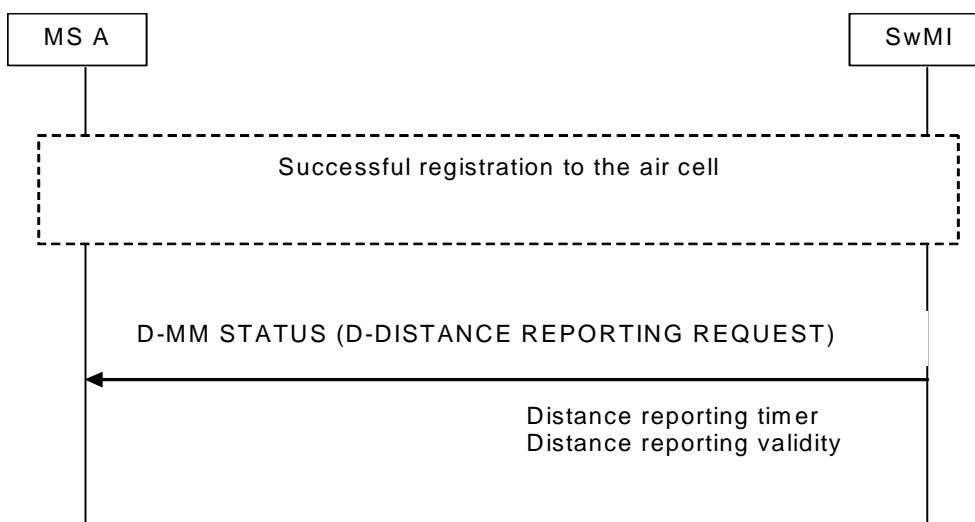 MS A
SwMI
Successful registration to the air cell
D-MM STATUS (D-DISTANCE REPORTING REQUEST)
Distance reporting timer
Distance reporting validity